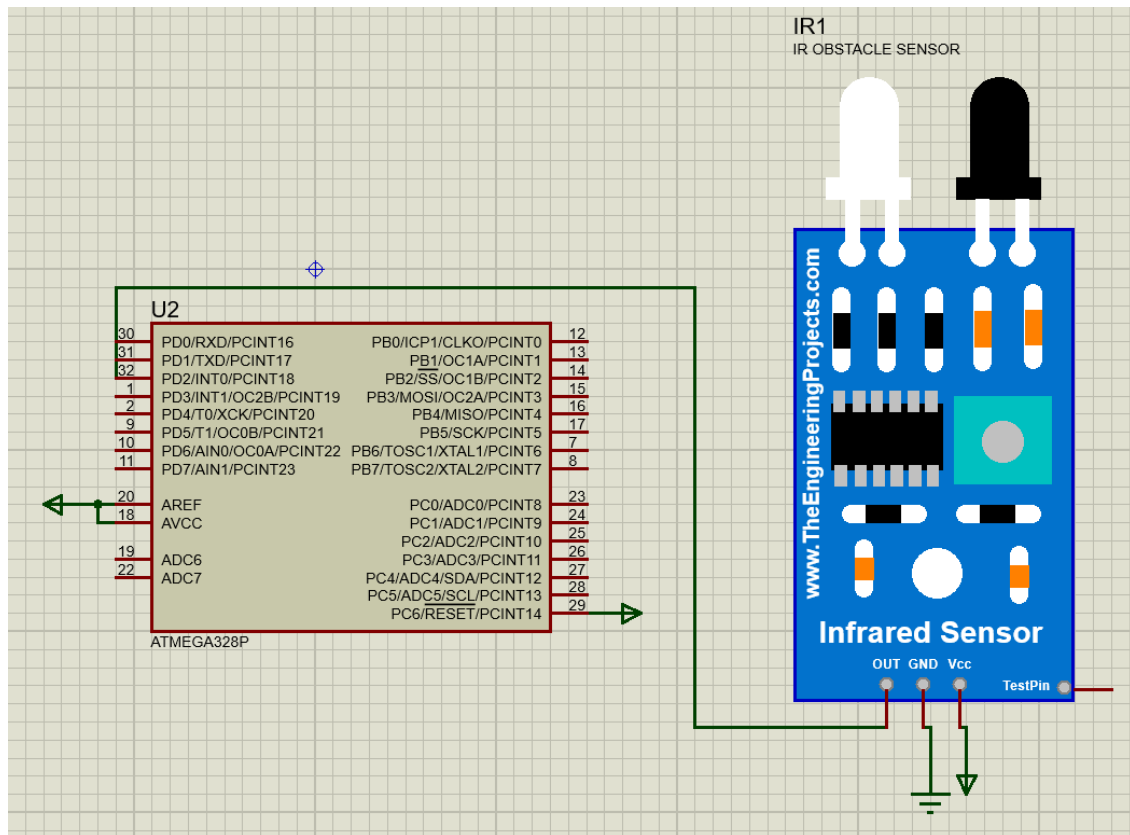 IR1
IR OBSTACLE SENSOR
U2
30 PD0/RXD/PCINT16 PB0/ICP1/CLKO/PCINT0 12
31 PD1/TXD/PCINT17 PB1/OC1A/PCINT1 13
32 PD2/INT0/PCINT18 PB2/SS/OC1B/PCINT2 14
1 PD3/INT1/OC2B/PCINT19 PB3/MOSI/OC2A/PCINT3 15
2 PD4/T0/XCK/PCINT20 PB4/MISO/PCINT4 16
9 PD5/T1/OC0B/PCINT21 PB5/SCK/PCINT5 17
10 PD6/AIN0/OC0A/PCINT22 PB6/TOSC1/XTAL1/PCINT6 7
11 PD7/AIN1/PCINT23 PB7/TOSC2/XTAL2/PCINT7 8
20 AREF PC0/ADC0/PCINT8 23
18 AVCC PC1/ADC1/PCINT9 24
PC2/ADC2/PCINT10 25
19 ADC6 PC3/ADC3/PCINT11 26
22 ADC7 PC4/ADC4/SDA/PCINT12 27
PC5/ADC5/SCL/PCINT13 28
PC6/RESET/PCINT14 29
ATMEGA328P
www.TheEngineeringProjects.com
Infrared Sensor
OUT GND Vcc
TestPin